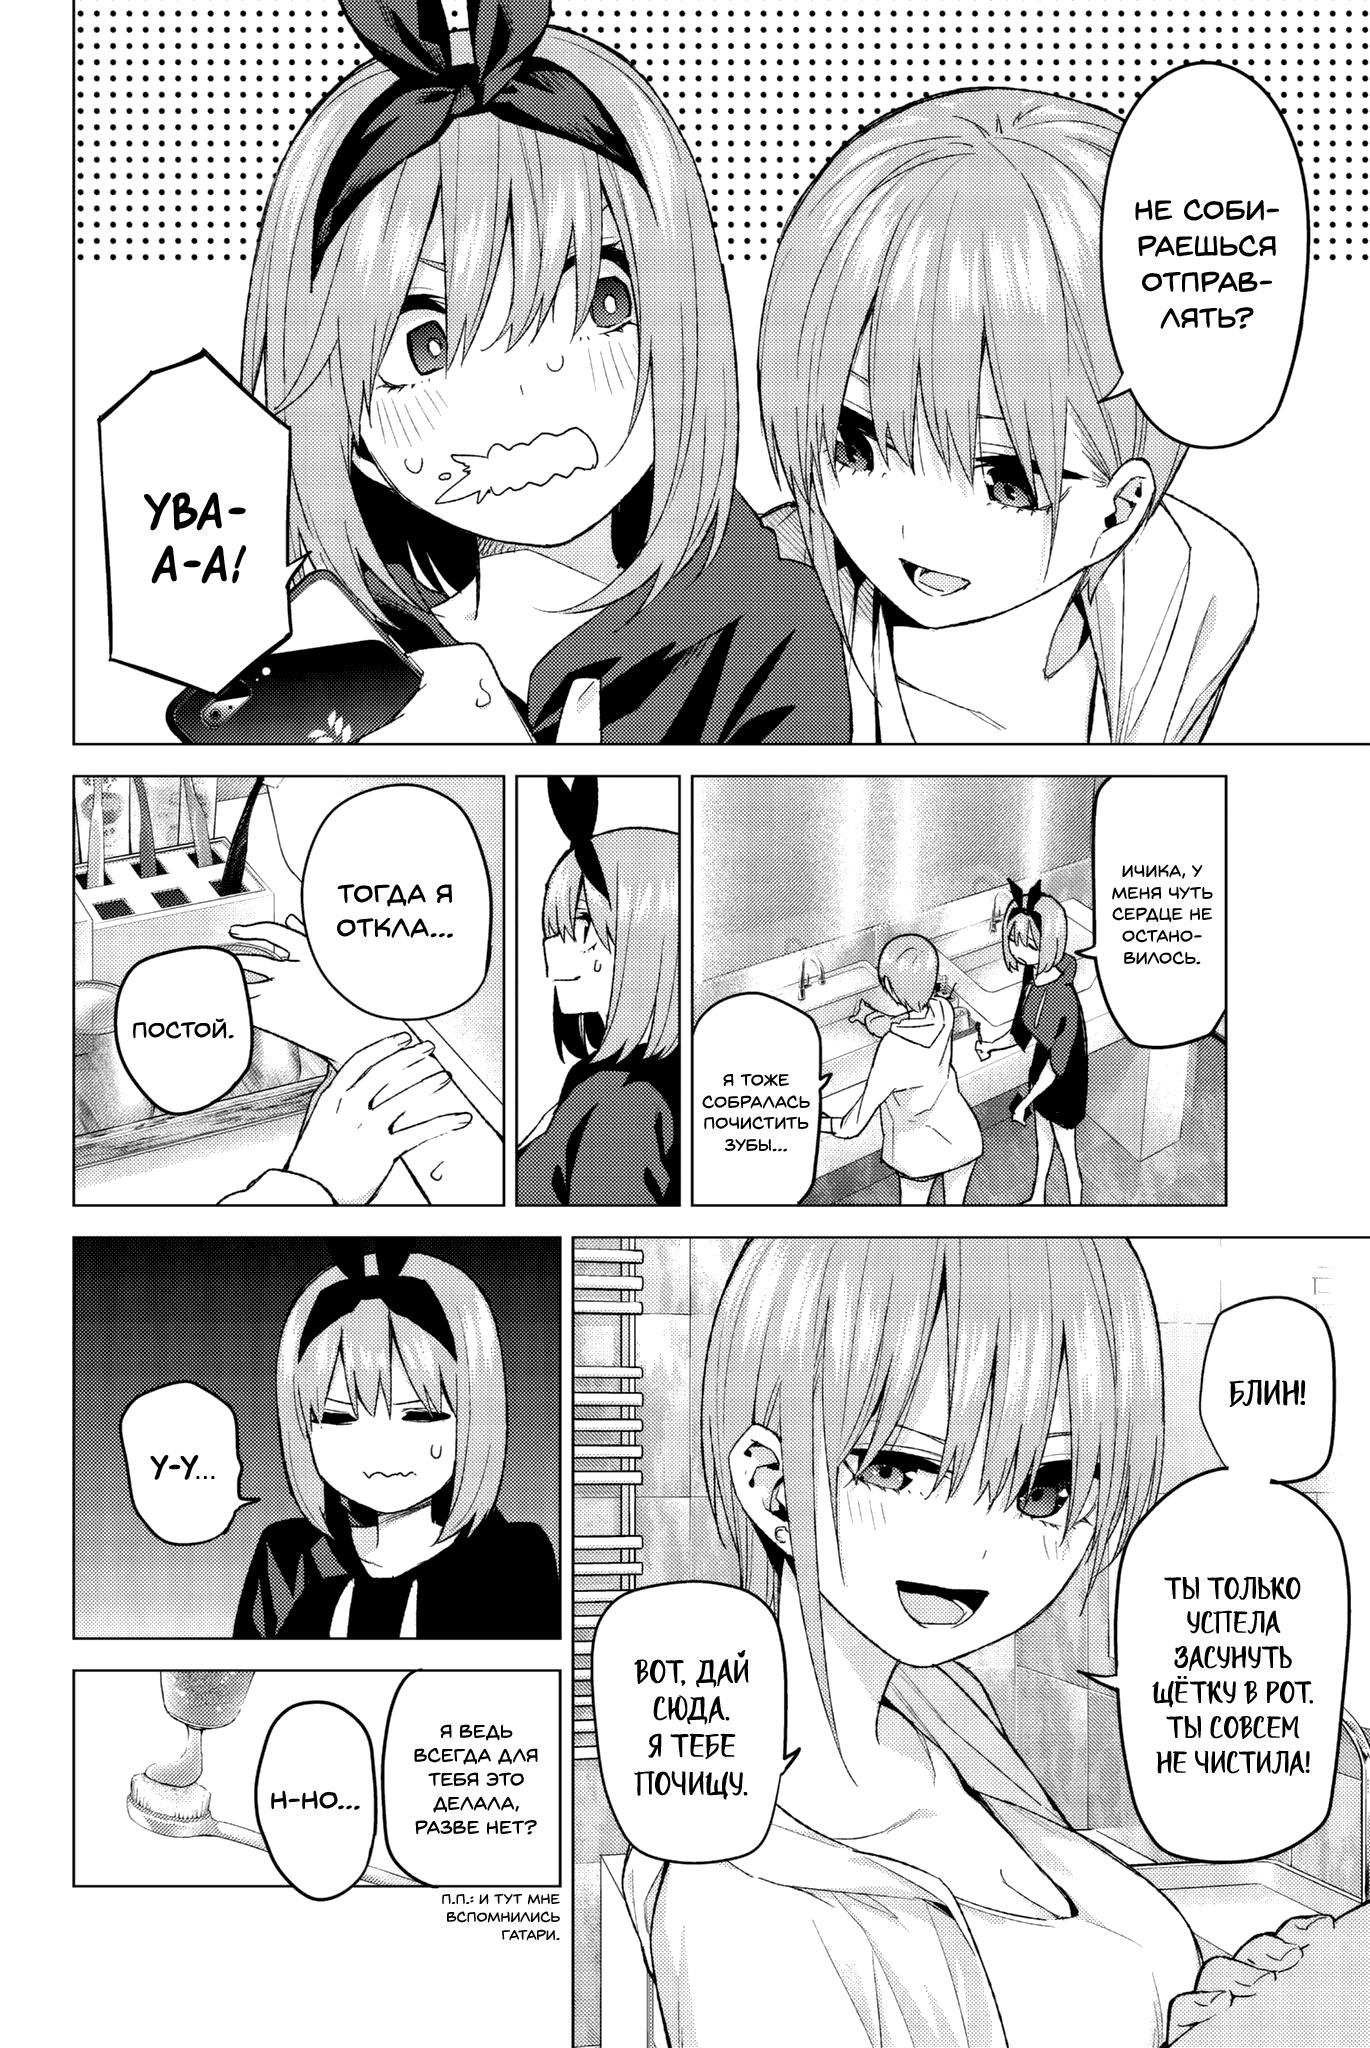 НЕ СОБИ-
РАЕШЬСЯ
ОТПРАВ-
ЛЯТЬ?
УВА-
А-А!
ИЧИКА, У
МЕНЯ ЧУТЬ
СЕРДЦЕ НЕ
ОСТАНО-
ВИЛОСЬ.
Я ТОЖЕ
СОБРАЛАСЬ
ПОЧИСТИТЬ
ЗУБЫ...
ТОГДА Я
ОТКЛА...
ПОСТОЙ.
БЛИН!
ТЫ ТОЛЬКО
УСПЕЛА
ЗАСУНУТЬ
ЩЁТКУ В РОТ.
ТЫ СОВСЕМ
НЕ ЧИСТИЛА!
ВОТ, ДАЙ
СЮДА.
Я ТЕБЕ
ПОЧИЩУ.
У-У...
Я ВЕДЬ
ВСЕГДА ДЛЯ
ТЕБЯ ЭТО
ДЕЛАЛА,
РАЗВЕ НЕТ?
Н-НО...
П.П.: И ТУТ МНЕ
ВСПОМНИЛИСЬ
ГАТАРИ.